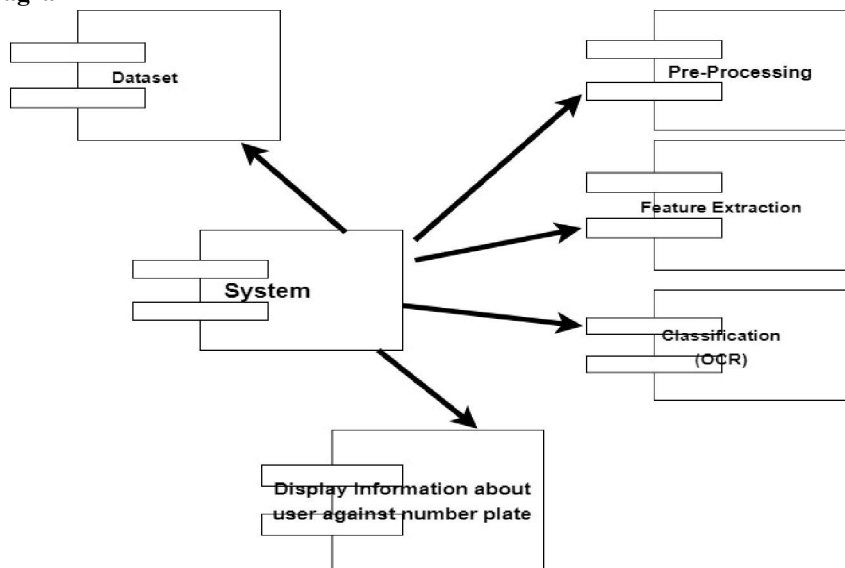 Dataset
Pre-Processing
Feature Extraction
System
Classification
(OCR)
Display Information about
user against number plate